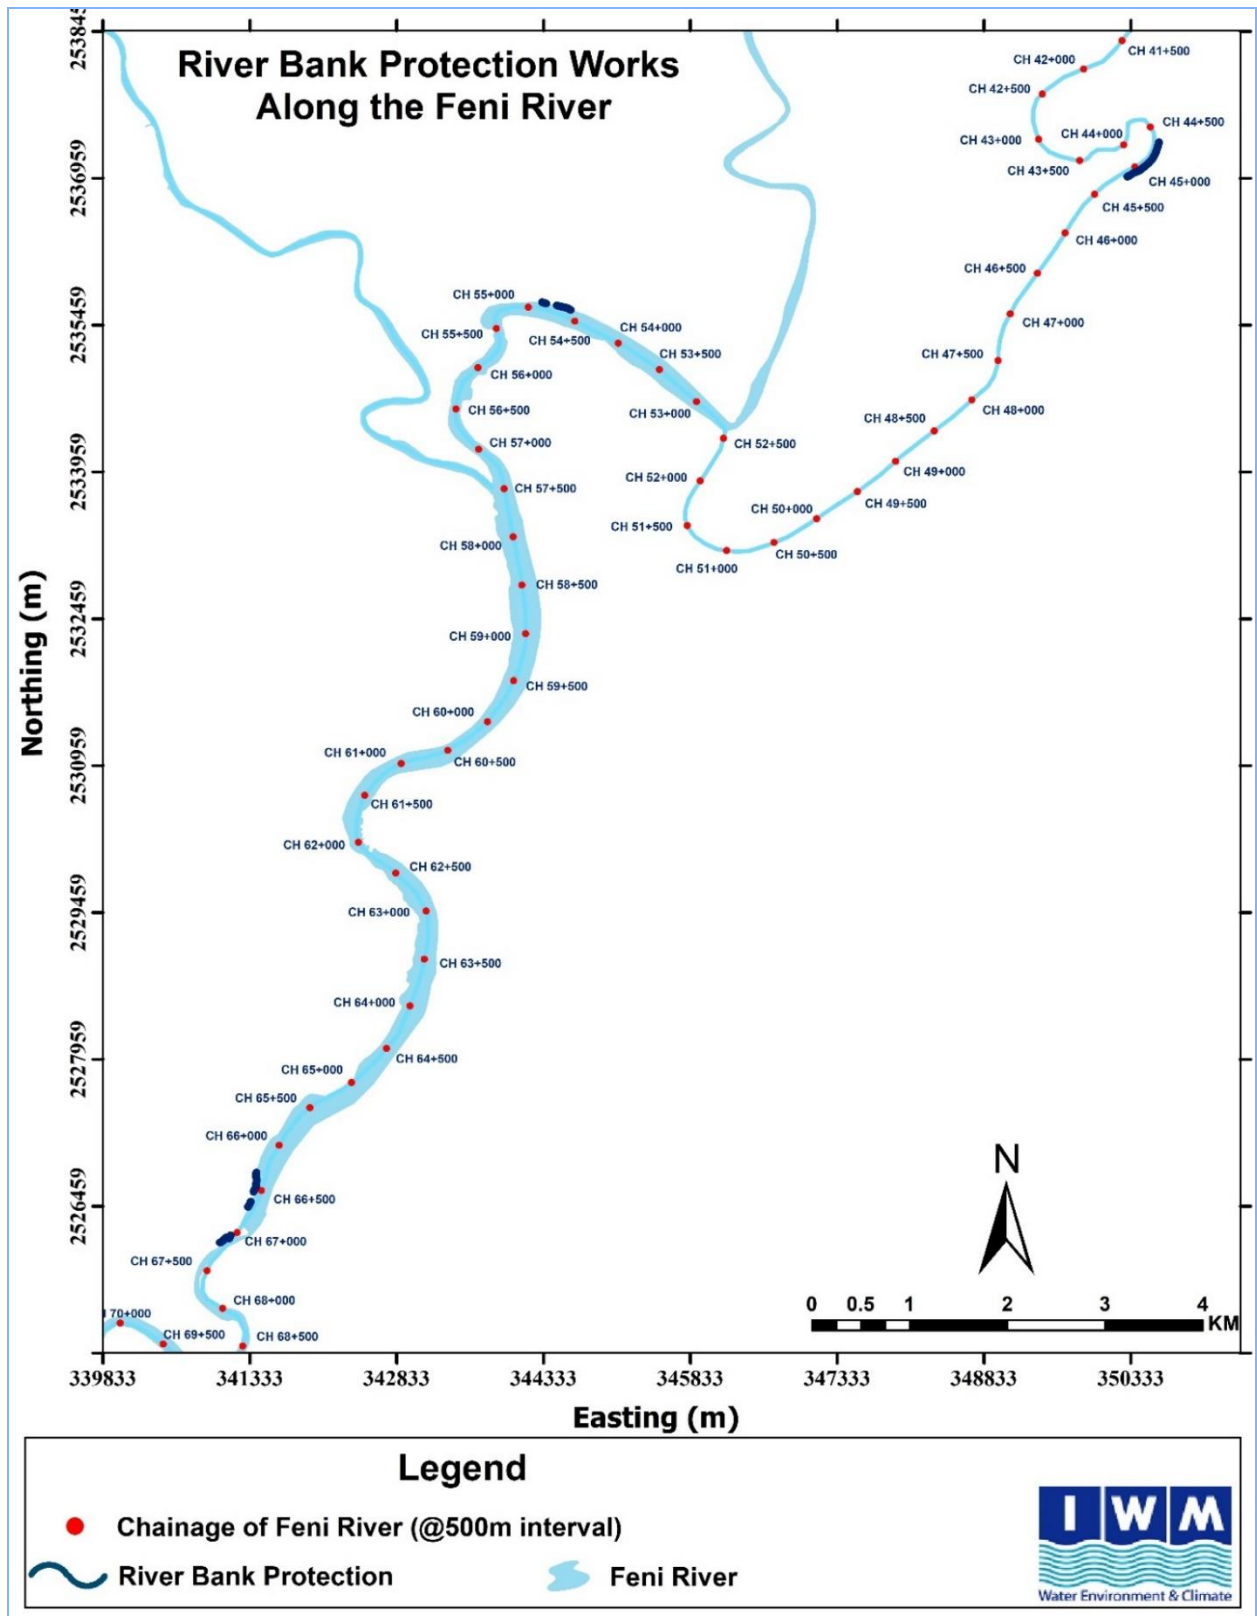 River Bank Protection Works
Along the Feni River
CH 41+500
CH 42+000
CH 42+500
CH 43+000
CH 43+500
CH 44+000
CH 44+500
CH 45+000
CH 45+500
CH 46+000
CH 46+500
CH 47+000
CH 47+500
CH 48+000
CH 48+500
CH 49+000
CH 49+500
CH 50+000
CH 50+500
CH 51+000
CH 51+500
CH 52+000
CH 52+500
CH 53+000
CH 53+500
CH 54+000
CH 54+500
CH 55+000
CH 55+500
CH 56+000
CH 56+500
CH 57+000
CH 57+500
CH 58+000
CH 58+500
CH 59+000
CH 59+500
CH 60+000
CH 60+500
CH 61+000
CH 61+500
CH 62+000
CH 62+500
CH 63+000
CH 63+500
CH 64+000
CH 64+500
CH 65+000
CH 65+500
CH 66+000
CH 66+500
CH 67+000
CH 67+500
CH 68+000
CH 68+500
CH 69+500
70+000
2536959
2535459
2533959
2532459
2530959
2529459
2527959
2526459
Northing (m)
N
0 0.5 1 2 3 4
KM
339833 341333 342833 344333 345833 347333 348833 350333
Easting (m)
Legend
Chainage of Feni River (@500m interval)
River Bank Protection
Feni River
IWM
Water Environment & Climate